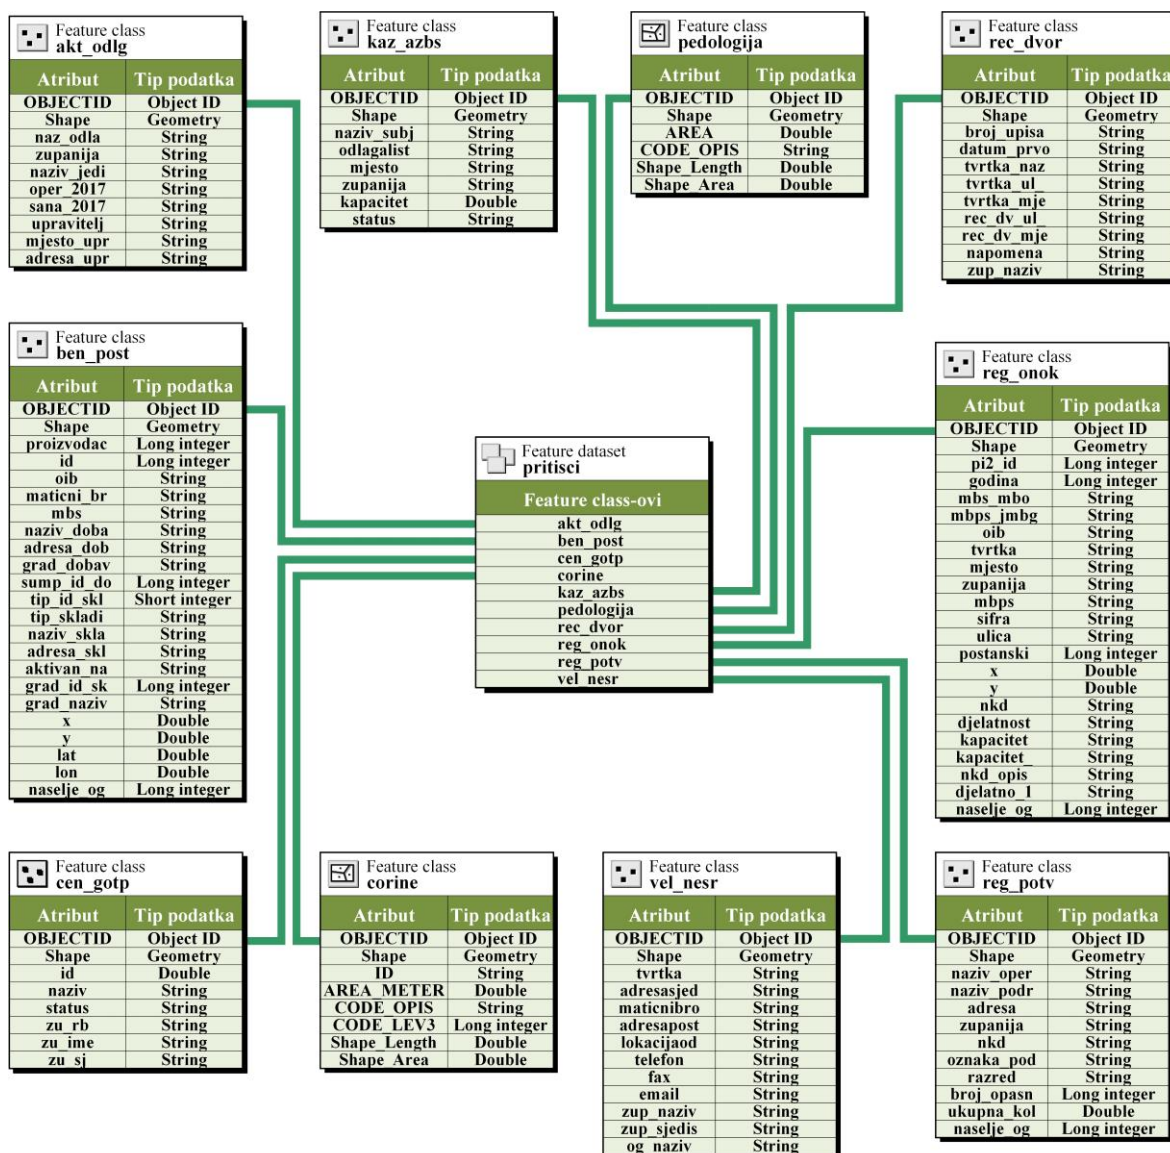 Feature class
akt_odlg
Atribut Tip podatka
OBJECTID Object ID
Shape Geometry
naz_odla String
zupanija String
naziv_jedi String
oper_2017 String
sana_2017 String
upravitelj String
mjesto_upr String
adresa_upr String
Feature class
kaz_azbs
Atribut Tip podatka
OBJECTID Object ID
Shape Geometry
naziv_subj String
odlagalist String
mjesto String
zupanija String
kapacitet Double
status String
Feature class
pedologija
Atribut Tip podatka
OBJECTID Object ID
Shape Geometry
AREA Double
CODE_OPIS String
Shape_Length Double
Shape_Area Double
Feature class
rec_dvor
Atribut Tip podatka
OBJECTID Object ID
Shape Geometry
broj_upisa String
datum_prvo String
tvrtka_naz String
tvrtka_ul_ String
tvrtka_mje String
rec_dv_ul_ String
rec_dv_mje String
napomena String
zup_naziv String
Feature class
ben_post
Atribut Tip podatka
OBJECTID Object ID
Shape Geometry
proizvodac Long integer
id Long integer
oib String
maticni_br String
mbs String
naziv_doba String
adresa_dob String
grad_dobav String
sump_id_do Long integer
tip_id_skl Short integer
tip_skladi String
naziv_skla String
adresa_skl String
aktivan_na String
grad_id_sk Long integer
grad_naziv String
x Double
y Double
lat Double
lon Double
naselje_og Long integer
Feature dataset
pritisci
Feature class-ovi
akt_odlg
ben_post
cen_gotp
corine
kaz_azbs
pedologija
rec_dvor
reg_onok
reg_potv
vel_nesr
Feature class
reg_onok
Atribut Tip podatka
OBJECTID Object ID
Shape Geometry
pi2_id Long integer
godina Long integer
mbs_mbo String
mbps_jmbg String
oib String
tvrtka String
mjesto String
zupanija String
mbps String
sifra String
ulica String
postanski Long integer
x Double
y Double
nkd String
djelatnost String
kapacitet String
kapacitet_ String
nkd_opis String
djelatno_1 String
naselje_og Long integer
Feature class
cen_gotp
Atribut Tip podatka
OBJECTID Object ID
Shape Geometry
id Double
naziv String
status String
zu_rb String
zu_ime String
zu_sj String
Feature class
corine
Atribut Tip podatka
OBJECTID Object ID
Shape Geometry
ID String
AREA_METER Double
CODE_OPIS String
CODE_LEV3 Long integer
Shape_Length Double
Shape_Area Double
Feature class
vel_nesr
Atribut Tip podatka
OBJECTID Object ID
Shape Geometry
tvrtka String
adresasjed String
maticnibro String
adresapost String
lokacijaod String
telefon String
fax String
email String
zup_naziv String
zup_sjedis String
og_naziv String
Feature class
reg_potv
Atribut Tip podatka
OBJECTID Object ID
Shape Geometry
naziv_oper String
naziv_podr String
adresa String
zupanija String
nkd String
oznaka_pod String
razred String
broj_opasn Long integer
ukupna_kol Double
naselje_og Long integer